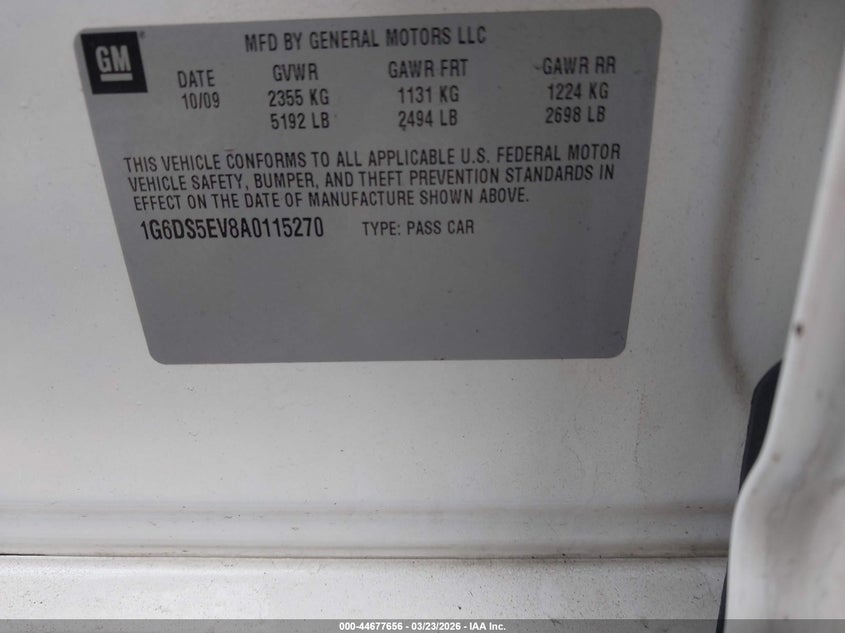 GM
MFD BY GENERAL MOTORS LLC
DATE GVWR GAWR FRT GAWR RR
10/09 2355 KG 1131 KG 1224 KG
5192 LB 2494 LB 2698 LB
THIS VEHICLE CONFORMS TO ALL APPLICABLE U.S. FEDERAL MOTOR
VEHICLE SAFETY, BUMPER, AND THEFT PREVENTION STANDARDS IN
EFFECT ON THE DATE OF MANUFACTURE SHOWN ABOVE.
1G6DS5EV8A0115270 TYPE: PASS CAR
000-44677656 - 03/23/2026 - IAA Inc.